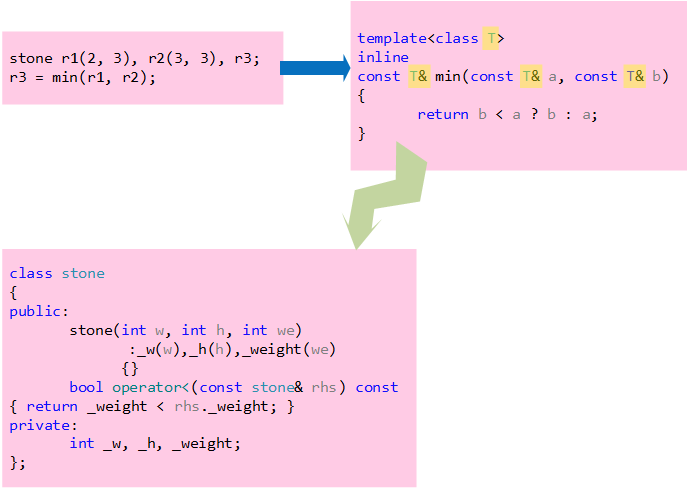 stone r1(2, 3), r2(3, 3), r3;
r3 = min(r1, r2);
template<class T>
inline
const T& min(const T& a, const T& b)
{
return b < a ? b : a;
}
class stone
{
public:
stone(int w, int h, int we)
:_w(w),_h(h),_weight(we)
{}
bool operator<(const stone& rhs) const
{ return _weight < rhs._weight; }
private:
int _w, _h, _weight;
};